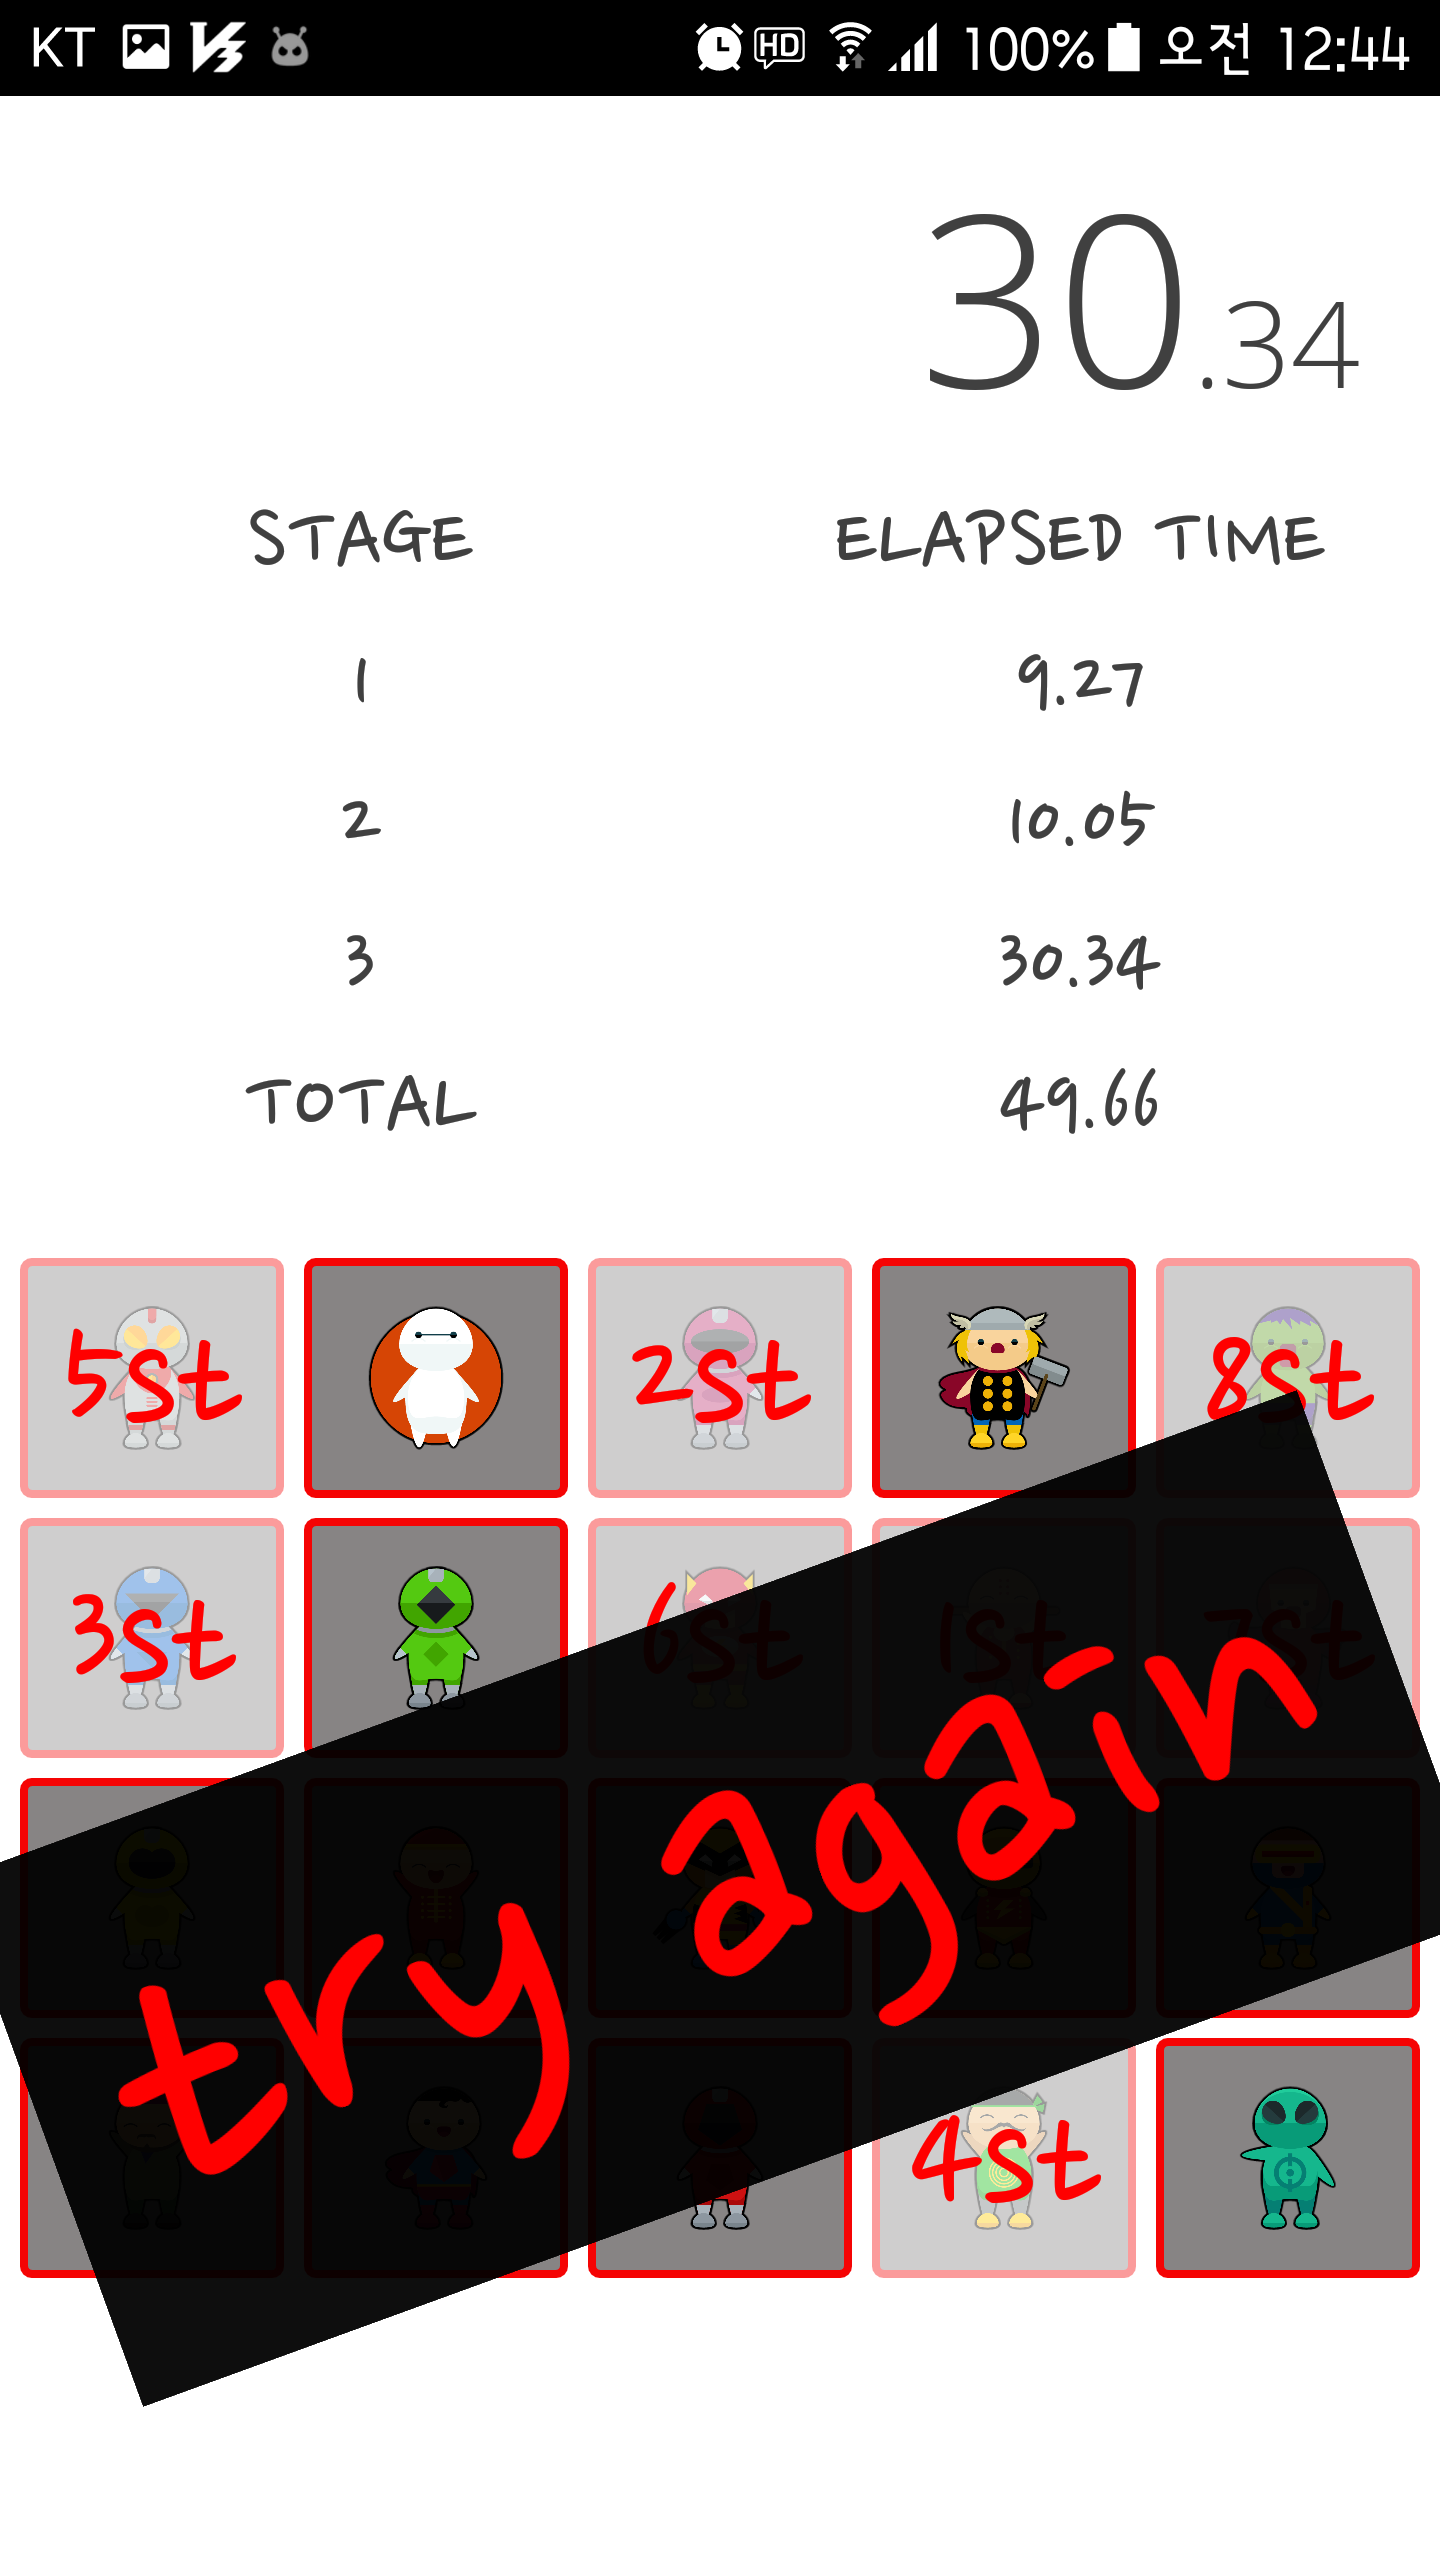 KT HD 100% 오전 12:44
30.34
STAGE ELAPSED TIME
1 9.27
2 10.05
3 30.34
TOTAL 49.66
5st 2st 8st
3st 6st 1st 7st
try again
4st